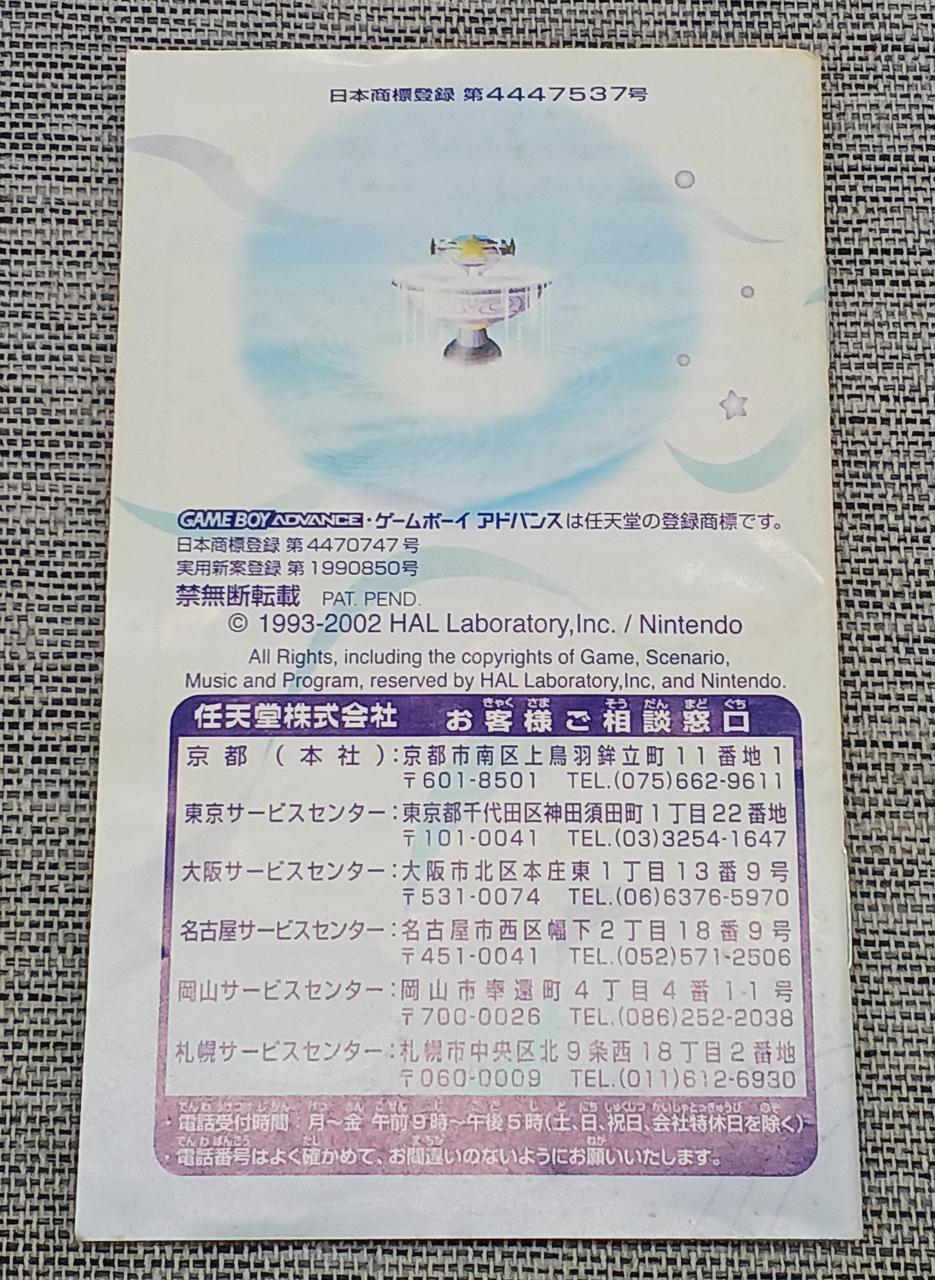 日本商標登録 第4447537号
GAME BOY ADVANCE・ゲームボーイ アドバンスは任天堂の登録商標です。
日本商標登録 第4470747号
実用新案登録 第1990850号
禁無断転載 PAT. PEND.
© 1993-2002 HAL Laboratory,Inc. / Nintendo
All Rights, including the copyrights of Game, Scenario,
Music and Program, reserved by HAL Laboratory,Inc, and Nintendo.
きゃく さま そう だん まど ぐち
任天堂株式会社 お客様ご相談窓口
京都(本社):京都市南区上鳥羽鉾立町11番地1
〒601-8501 TEL.(075)662-9611
東京サービスセンター:東京都千代田区神田須田町1丁目22番地
〒101-0041 TEL.(03)3254-1647
大阪サービスセンター:大阪市北区本庄東1丁目13番9号
〒531-0074 TEL.(06)6376-5970
名古屋サービスセンター:名古屋市西区幅下2丁目18番9号
〒451-0041 TEL.(052)571-2506
岡山サービスセンター:岡山市奉還町4丁目4番11号
〒700-0026 TEL.(086)252-2038
札幌サービスセンター:札幌市中央区北9条西18丁目2番地
〒060-0009 TEL.(011)612-6930
・電話受付時間:月~金 午前9時~午後5時(土、日、祝日、会社特休日を除く)
・電話番号はよく確かめて、お間違いのないようにお願いいたします。